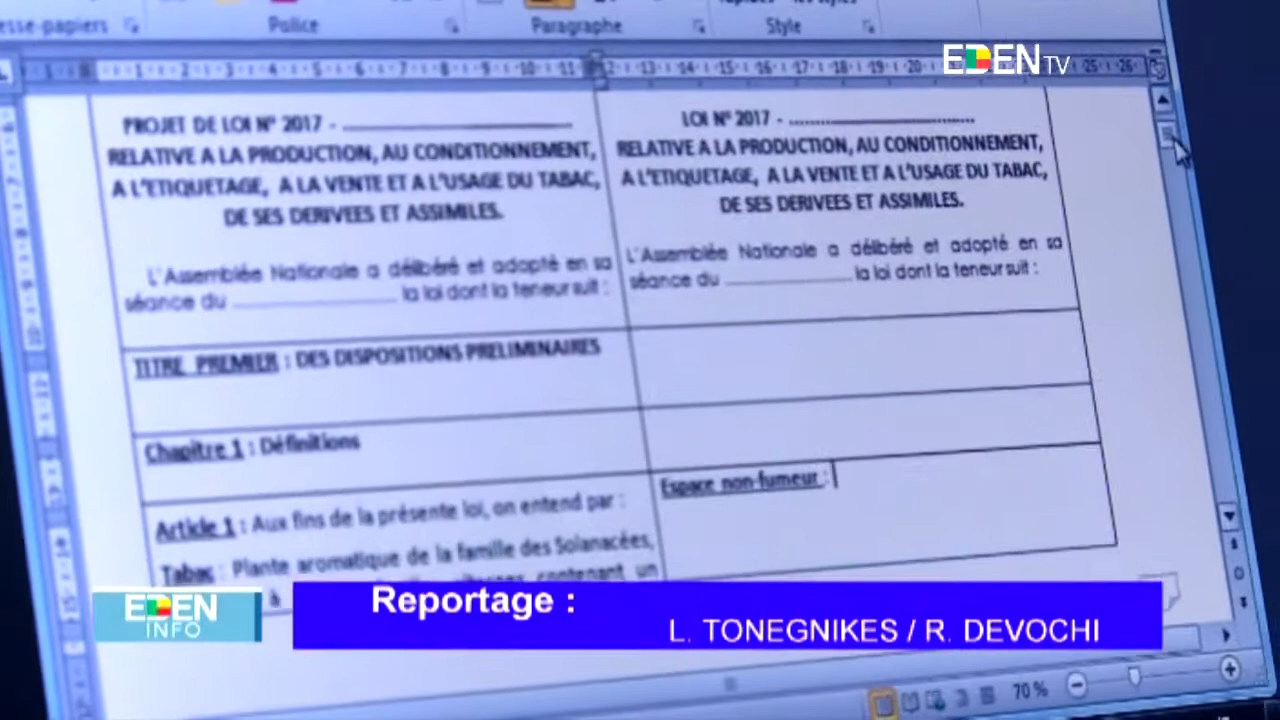 Police
Paragraphe
Style
EDEN TV
PROJET DE LOI N° 2017 - 
RELATIVE A LA PRODUCTION, AU CONDITIONNEMENT,
A L'ETIQUETAGE, A LA VENTE ET A L'USAGE DU TABAC,
DE SES DERIVEES ET ASSIMILES.
L'Assemblée Nationale a délibéré et adopté en sa
séance du ______________ la loi dont la teneur suit :
LOI N° 2017 - ................................
RELATIVE A LA PRODUCTION, AU CONDITIONNEMENT,
A L'ETIQUETAGE, A LA VENTE ET A L'USAGE DU TABAC,
DE SES DERIVEES ET ASSIMILES.
L'Assemblée Nationale a délibéré et adopté en sa
séance du ______________ la loi dont la teneur suit :
TITRE PREMIER : DES DISPOSITIONS PRELIMINAIRES
Chapitre 1 : Définitions
Article 1 : Aux fins de la présente loi, on entend par :
Tabac : Plante aromatique de la famille des Solanacées,
contenant un
à
Espace non-fumeur :
EDEN
INFO
Reportage :
L. TONEGNIKES / R. DEVOCHI
70 %